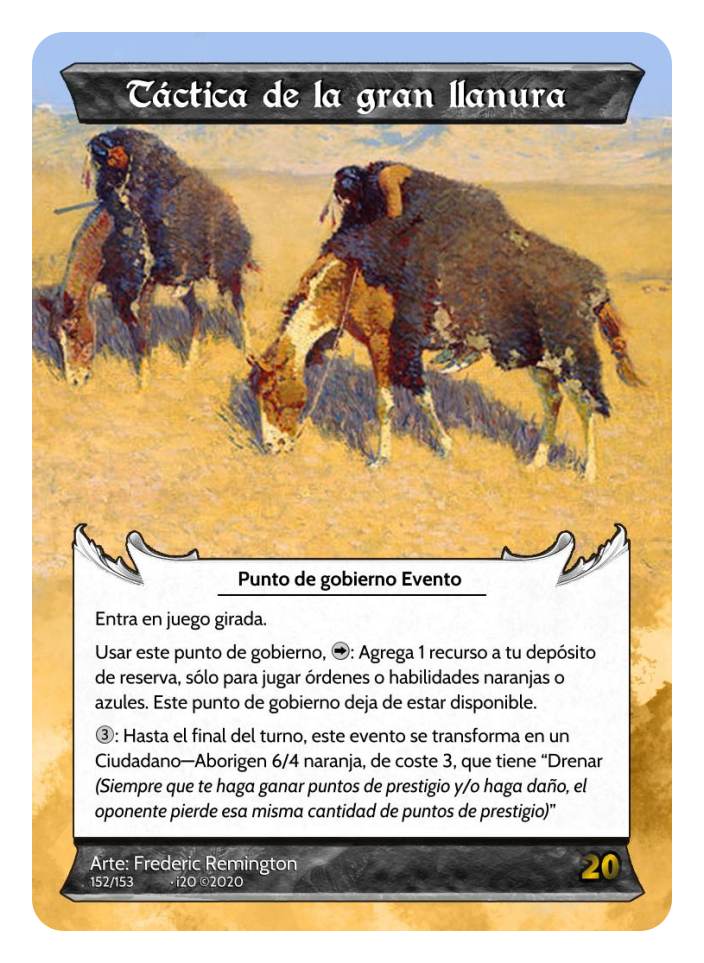 Táctica de la gran llanura
Punto de gobierno Evento
Entra en juego girada.
Usar este punto de gobierno, ➡: Agrega 1 recurso a tu depósito
de reserva, sólo para jugar órdenes o habilidades naranjas o
azules. Este punto de gobierno deja de estar disponible.
③: Hasta el final del turno, este evento se transforma en un
Ciudadano—Aborigen 6/4 naranja, de coste 3, que tiene “Drenar
(Siempre que te haga ganar puntos de prestigio y/o haga daño, el
oponente pierde esa misma cantidad de puntos de prestigio)”
Arte: Frederic Remington
20
152/153 · i20 ©2020